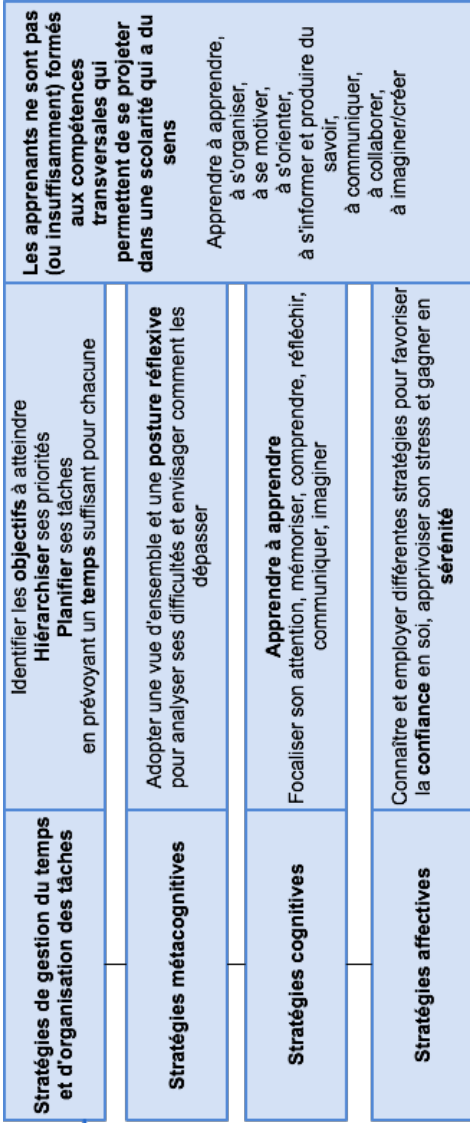 Stratégies de gestion du temps
et d'organisation des tâches
Identifier les objectifs à atteindre
Hiérarchiser ses priorités
Planifier ses tâches
en prévoyant un temps suffisant pour chacune
Stratégies métacognitives
Adopter une vue d'ensemble et une posture réflexive
pour analyser ses difficultés et envisager comment les
dépasser
Stratégies cognitives
Apprendre à apprendre
Focaliser son attention, mémoriser, comprendre, réfléchir,
communiquer, imaginer
Stratégies affectives
Connaître et employer différentes stratégies pour favoriser
la confiance en soi, apprivoiser son stress et gagner en
sérénité
Les apprenants ne sont pas
(ou insuffisamment) formés
aux compétences
transversales qui
permettent de se projeter
dans une scolarité qui a du
sens
Apprendre à apprendre,
à s'organiser,
à se motiver,
à s'orienter,
à s'informer et produire du
savoir,
à communiquer,
à collaborer,
à imaginer/créer